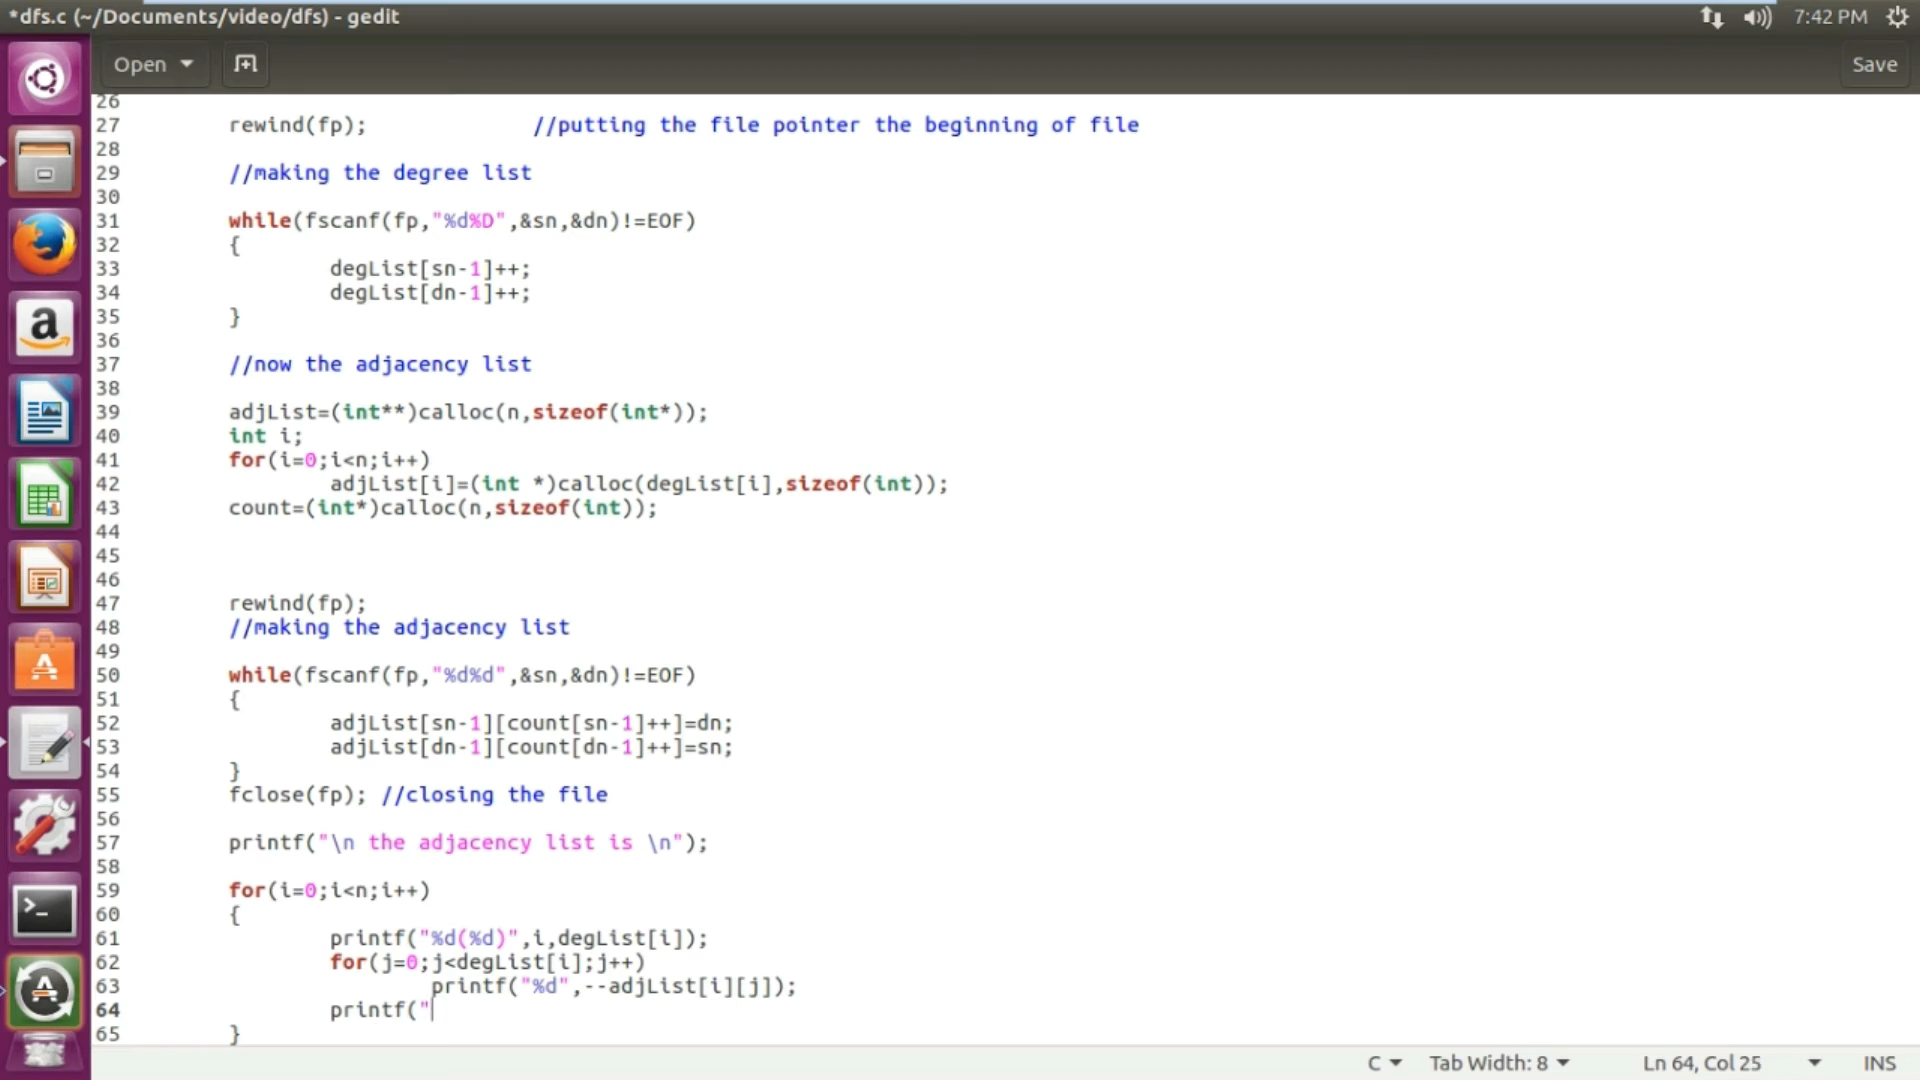 *dfs.c (~/Documents/video/dfs) - gedit
7:42 PM
Open
Save
26
27 rewind(fp); //putting the file pointer the beginning of file
28
29 //making the degree list
30
31 while(fscanf(fp,"%d%D",&sn,&dn)!=EOF)
32 {
33 degList[sn-1]++;
34 degList[dn-1]++;
35 }
36
37 //now the adjacency list
38
39 adjList=(int**)calloc(n,sizeof(int*));
40 int i;
41 for(i=0;i<n;i++)
42 adjList[i]=(int *)calloc(degList[i],sizeof(int));
43 count=(int*)calloc(n,sizeof(int));
44
45
46
47 rewind(fp);
48 //making the adjacency list
49
50 while(fscanf(fp,"%d%d",&sn,&dn)!=EOF)
51 {
52 adjList[sn-1][count[sn-1]++]=dn;
53 adjList[dn-1][count[dn-1]++]=sn;
54 }
55 fclose(fp); //closing the file
56
57 printf("\n the adjacency list is \n");
58
59 for(i=0;i<n;i++)
60 {
61 printf("%d(%d)",i,degList[i]);
62 for(j=0;j<degList[i];j++)
63 printf("%d",--adjList[i][j]);
64 printf("
65 }
C Tab Width: 8 Ln 64, Col 25 INS